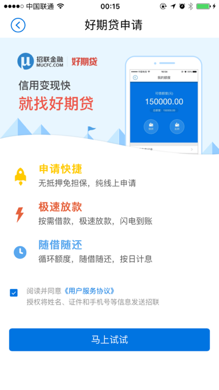 中国联通
00:15
好期贷申请
招联金融
MUCFC.COM
好期贷
信用变现快
就找好期贷
150000.00
申请快捷
无抵押免担保，纯线上申请
极速放款
按需借款，极速放款，闪电到账
随借随还
循环额度，随借随还，按日计息
阅读并同意《用户服务协议》
授权将姓名、证件和手机号等信息发送招联
马上试试